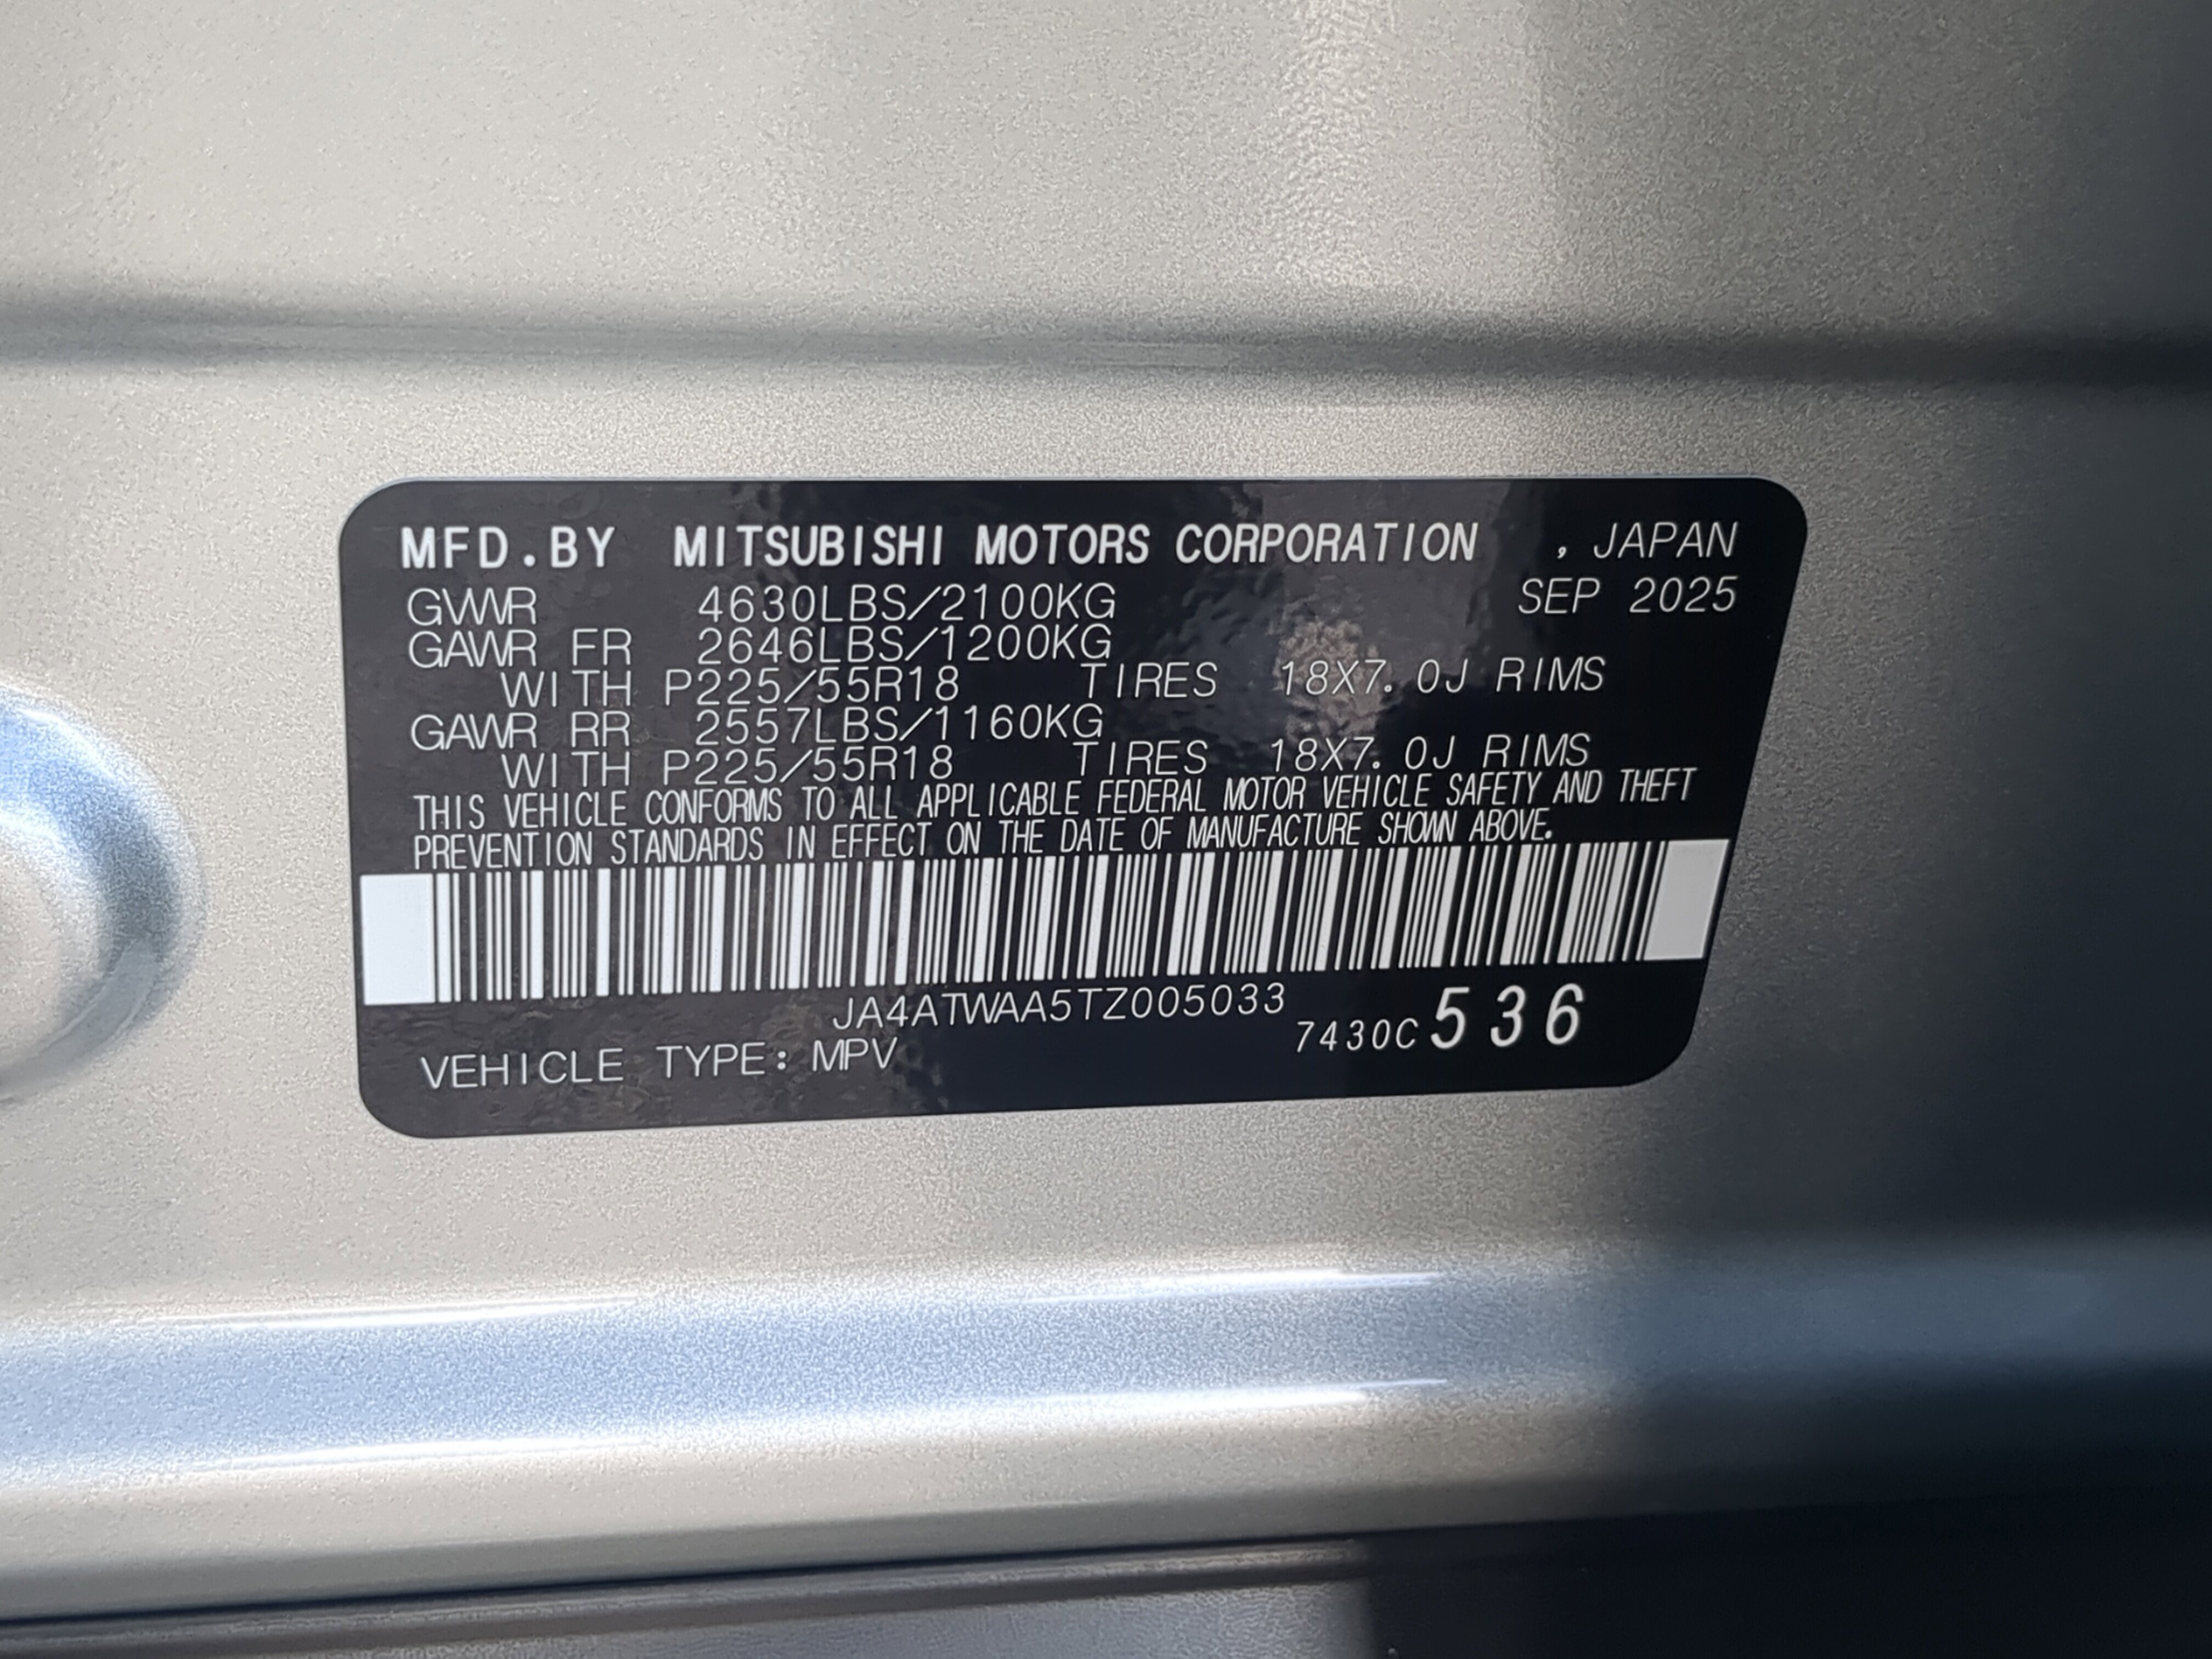 MFD.BY MITSUBISHI MOTORS CORPORATION , JAPAN
GVWR 4630LBS/2100KG SEP 2025
GAWR FR 2646LBS/1200KG
WITH P225/55R18 TIRES 18X7.0J RIMS
GAWR RR 2557LBS/1160KG
WITH P225/55R18 TIRES 18X7.0J RIMS
THIS VEHICLE CONFORMS TO ALL APPLICABLE FEDERAL MOTOR VEHICLE SAFETY AND THEFT
PREVENTION STANDARDS IN EFFECT ON THE DATE OF MANUFACTURE SHOWN ABOVE.
JA4ATWAA5TZ005033
7430C536
VEHICLE TYPE: MPV